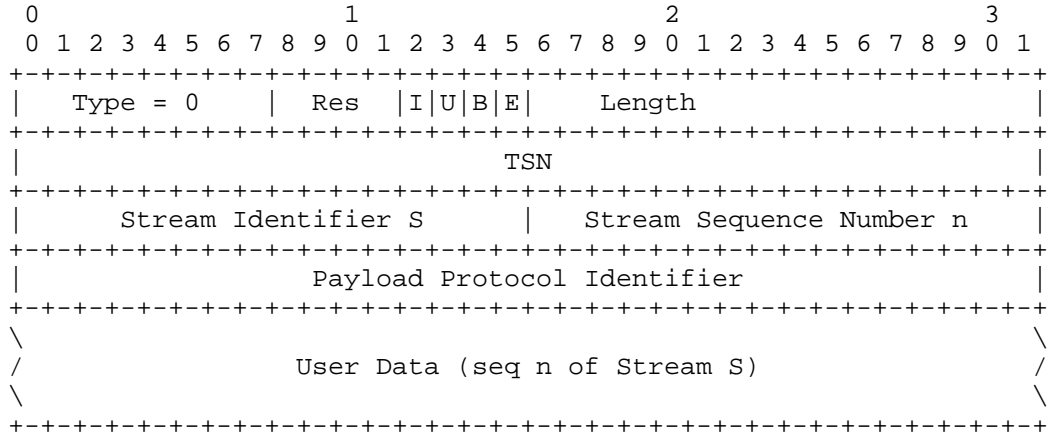 0                   1                   2                   3
 0 1 2 3 4 5 6 7 8 9 0 1 2 3 4 5 6 7 8 9 0 1 2 3 4 5 6 7 8 9 0 1
+-+-+-+-+-+-+-+-+-+-+-+-+-+-+-+-+-+-+-+-+-+-+-+-+-+-+-+-+-+-+-+-+
|   Type = 0    |  Res  |I|U|B|E|    Length                     |
+-+-+-+-+-+-+-+-+-+-+-+-+-+-+-+-+-+-+-+-+-+-+-+-+-+-+-+-+-+-+-+-+
|                              TSN                              |
+-+-+-+-+-+-+-+-+-+-+-+-+-+-+-+-+-+-+-+-+-+-+-+-+-+-+-+-+-+-+-+-+
|      Stream Identifier S      |   Stream Sequence Number n    |
+-+-+-+-+-+-+-+-+-+-+-+-+-+-+-+-+-+-+-+-+-+-+-+-+-+-+-+-+-+-+-+-+
|                  Payload Protocol Identifier                  |
+-+-+-+-+-+-+-+-+-+-+-+-+-+-+-+-+-+-+-+-+-+-+-+-+-+-+-+-+-+-+-+-+
\                                                               \
/                 User Data (seq n of Stream S)                 /
\                                                               \
+-+-+-+-+-+-+-+-+-+-+-+-+-+-+-+-+-+-+-+-+-+-+-+-+-+-+-+-+-+-+-+-+